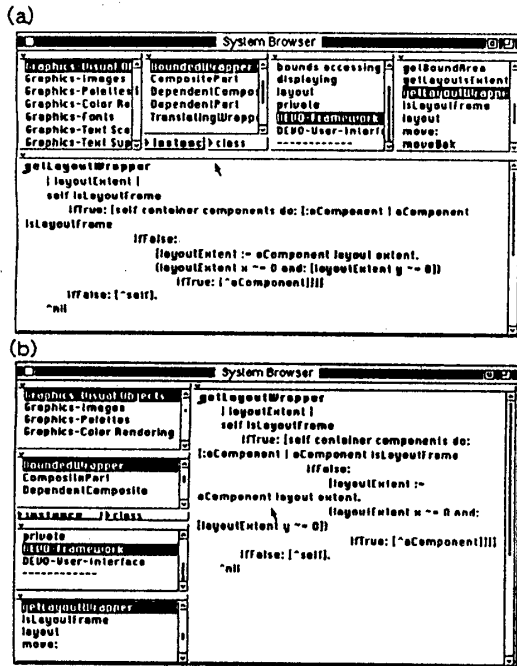 (a)
System Browser
Graphics-Visual Ob
Graphics-Images
Graphics-Palettes
Graphics-Color Re
Graphics-Fonts
Graphics-Text Sce
Graphics-Text Sup
BoundedWrapper
CompositePart
DependentCompos
DependentPart
TranslatingWrappe
instanc
class
bounds accessing
displaying
layout
private
DEVO-Framework
DEVO-User-Interf
------------
getBoundArea
getLayoutsExtent
getLayoutWrappe
isLayoutFrame
layout
move:
moveBok
getLayoutWrapper
| layoutExtent |
self isLayoutFrame
ifTrue: [self container components do: [:aComponent | aComponent
isLayoutFrame
ifFalse:
[layoutExtent := aComponent layout extent.
(layoutExtent x ~= 0 and: [layoutExtent y ~= 0])
ifTrue: [^aComponent]]]]
ifFalse: [^self].
^nil
(b)
System Browser
Graphics-Visual Objects
Graphics-Images
Graphics-Palettes
Graphics-Color Rendering
BoundedWrapper
CompositePart
DependentComposite
instance
class
private
DEVO-Framework
DEVO-User-Interface
------------
getLayoutWrapper
isLayoutFrame
layout
move:
getLayoutWrapper
| layoutExtent |
self isLayoutFrame
ifTrue: [self container components do:
[:aComponent | aComponent isLayoutFrame
ifFalse:
[layoutExtent :=
aComponent layout extent.
(layoutExtent x ~= 0 and:
[layoutExtent y ~= 0])
ifTrue: [^aComponent]]]]
ifFalse: [^self].
^nil